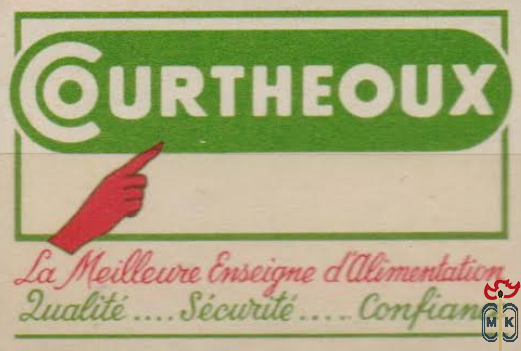 COURTHEOUX
La Meilleure Enseigne d'Alimentation
Qualité .... Sécurité ..... Confian
MK